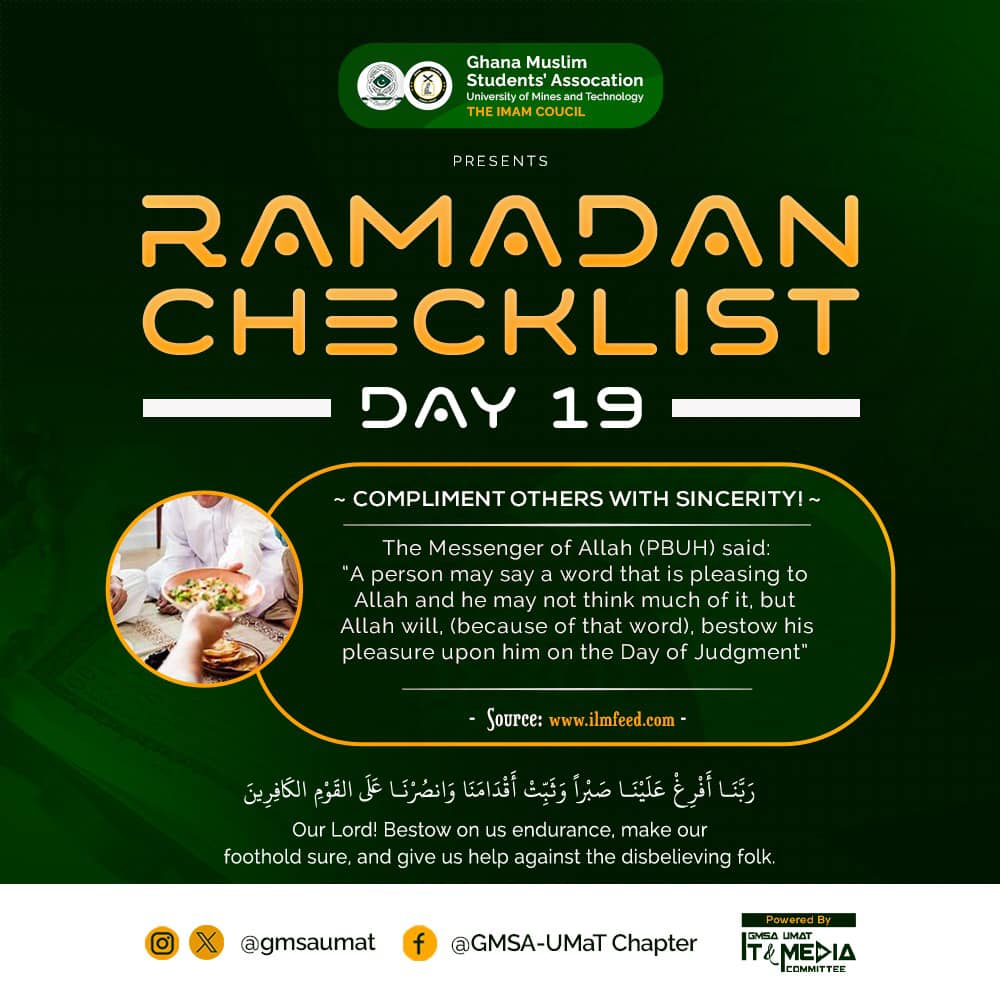 Ghana Muslim
Students' Assocation
University of Mines and Technology
THE IMAM COUCIL
PRESENTS
RAMADAN
CHECKLIST
DAY 19
~ COMPLIMENT OTHERS WITH SINCERITY! ~
The Messenger of Allah (PBUH) said:
“A person may say a word that is pleasing to
Allah and he may not think much of it, but
Allah will, (because of that word), bestow his
pleasure upon him on the Day of Judgment”
- Source: www.ilmfeed.com -
رَبَّنَا أَفْرِغْ عَلَيْنَا صَبْراً وَثَبِّتْ أَقْدَامَنَا وَانصُرْنَا عَلَى القَوْمِ الكَافِرِينَ
Our Lord! Bestow on us endurance, make our
foothold sure, and give us help against the disbelieving folk.
@gmsaumat
@GMSA-UMaT Chapter
Powered By
GMSA UMAT
IT & MEDIA
COMMITTEE